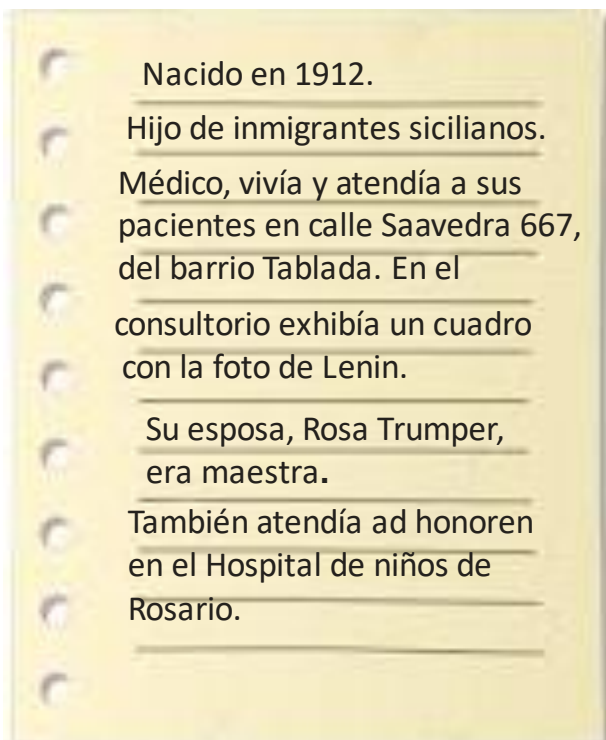 Nacido en 1912.
Hijo de inmigrantes sicilianos.
Médico, vivía y atendía a sus
pacientes en calle Saavedra 667,
del barrio Tablada. En el
consultorio exhibía un cuadro
con la foto de Lenin.
Su esposa, Rosa Trumper,
era maestra.
También atendía ad honoren
en el Hospital de niños de
Rosario.